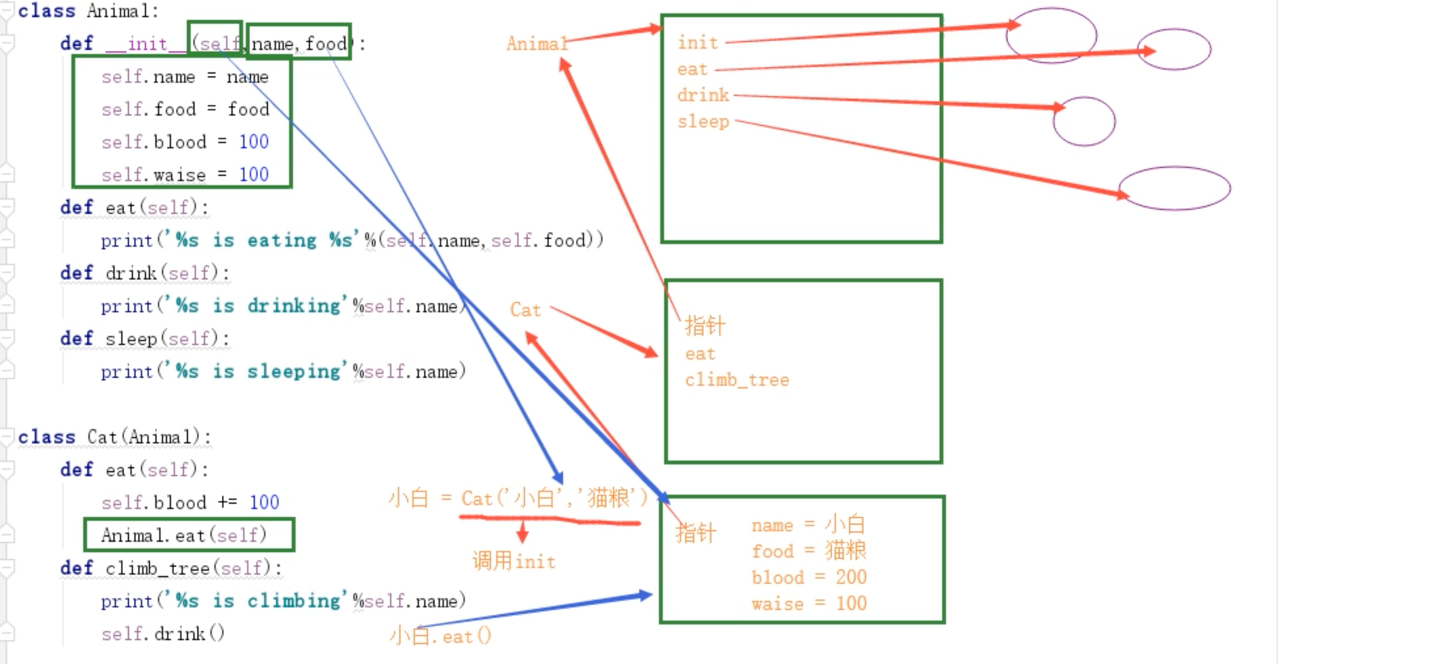 class Animal:
def __init__(self,name,food):
self.name = name
self.food = food
self.blood = 100
self.waise = 100
def eat(self):
print('%s is eating %s'%(self.name,self.food))
def drink(self):
print('%s is drinking'%self.name)
def sleep(self):
print('%s is sleeping'%self.name)
class Cat(Animal):
def eat(self):
self.blood += 100
Animal.eat(self)
def climb_tree(self):
print('%s is climbing'%self.name)
self.drink()
Animal
init
eat
drink
sleep
Cat
指针
eat
climb_tree
小白 = Cat('小白','猫粮')
调用init
小白.eat()
指针
name = 小白
food = 猫粮
blood = 200
waise = 100